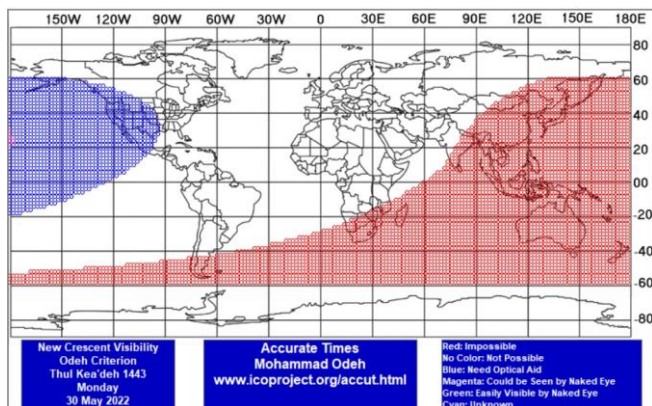 150W 120W 90W 60W 30W 0 30E 60E 90E 120E 150E 180E
80
60
40
20
00
-20
-40
-60
-80
New Crescent Visibility
Odeh Criterion
Thul Kea'deh 1443
Monday
30 May 2022
Accurate Times
Mohammad Odeh
www.icoproject.org/accut.html
Red: Impossible
No Color: Not Possible
Blue: Need Optical Aid
Magenta: Could be Seen by Naked Eye
Green: Easily Visible by Naked Eye
Cyan: Unknown